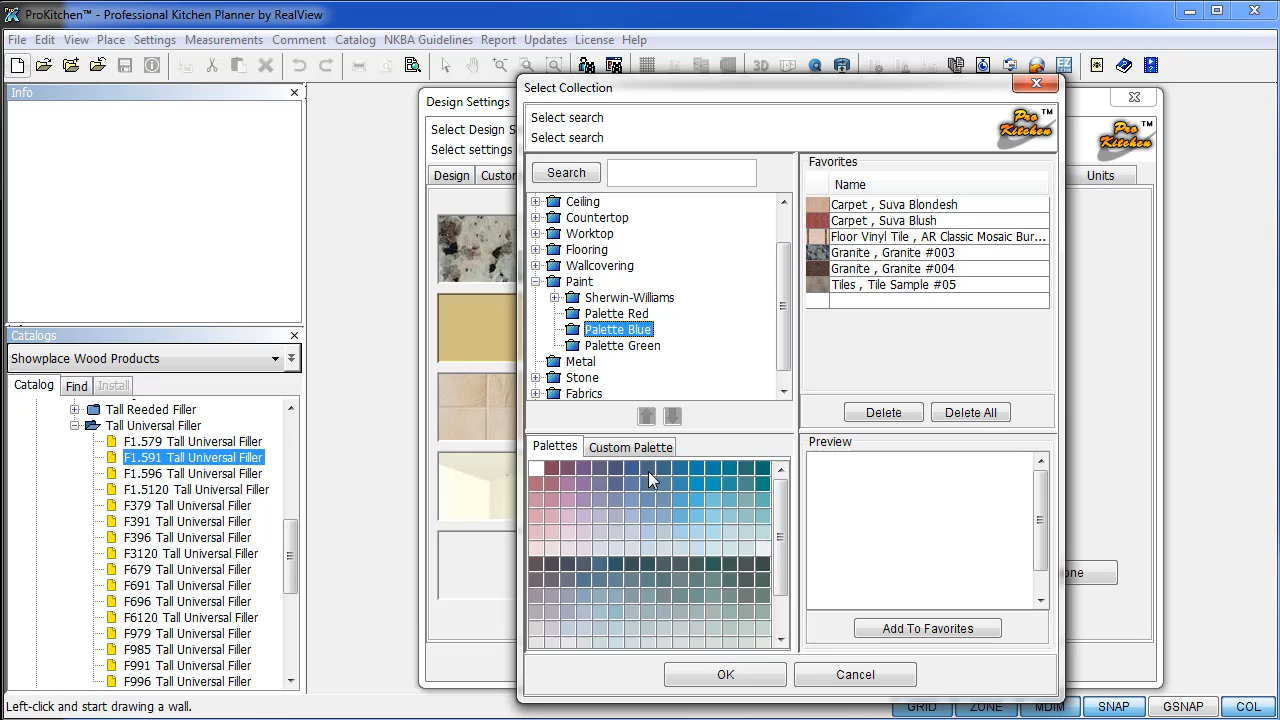 ProKitchen™ - Professional Kitchen Planner by RealView
File Edit View Place Settings Measurements Comment Catalog NKBA Guidelines Report Updates License Help
3D
EZ
Info
Catalogs
Showplace Wood Products
Catalog Find Install
Tall Reeded Filler
Tall Universal Filler
F1.579 Tall Universal Filler
F1.591 Tall Universal Filler
F1.596 Tall Universal Filler
F1.5120 Tall Universal Filler
F379 Tall Universal Filler
F391 Tall Universal Filler
F396 Tall Universal Filler
F3120 Tall Universal Filler
F679 Tall Universal Filler
F691 Tall Universal Filler
F696 Tall Universal Filler
F6120 Tall Universal Filler
F979 Tall Universal Filler
F985 Tall Universal Filler
F991 Tall Universal Filler
F996 Tall Universal Filler
Design Settings
Select Design S
Select settings
Design Custor
Units
Pro Kitchen ™
one
Select Collection
Select search
Select search
Pro Kitchen ™
Search
Ceiling
Countertop
Worktop
Flooring
Wallcovering
Paint
Sherwin-Williams
Palette Red
Palette Blue
Palette Green
Metal
Stone
Fabrics
Palettes Custom Palette
Favorites
Name
Carpet , Suva Blondesh
Carpet , Suva Blush
Floor Vinyl Tile , AR Classic Mosaic Bur...
Granite , Granite #003
Granite , Granite #004
Tiles , Tile Sample #05
Delete Delete All
Preview
Add To Favorites
OK Cancel
Left-click and start drawing a wall.
GRID ZONE MDIM SNAP GSNAP COL